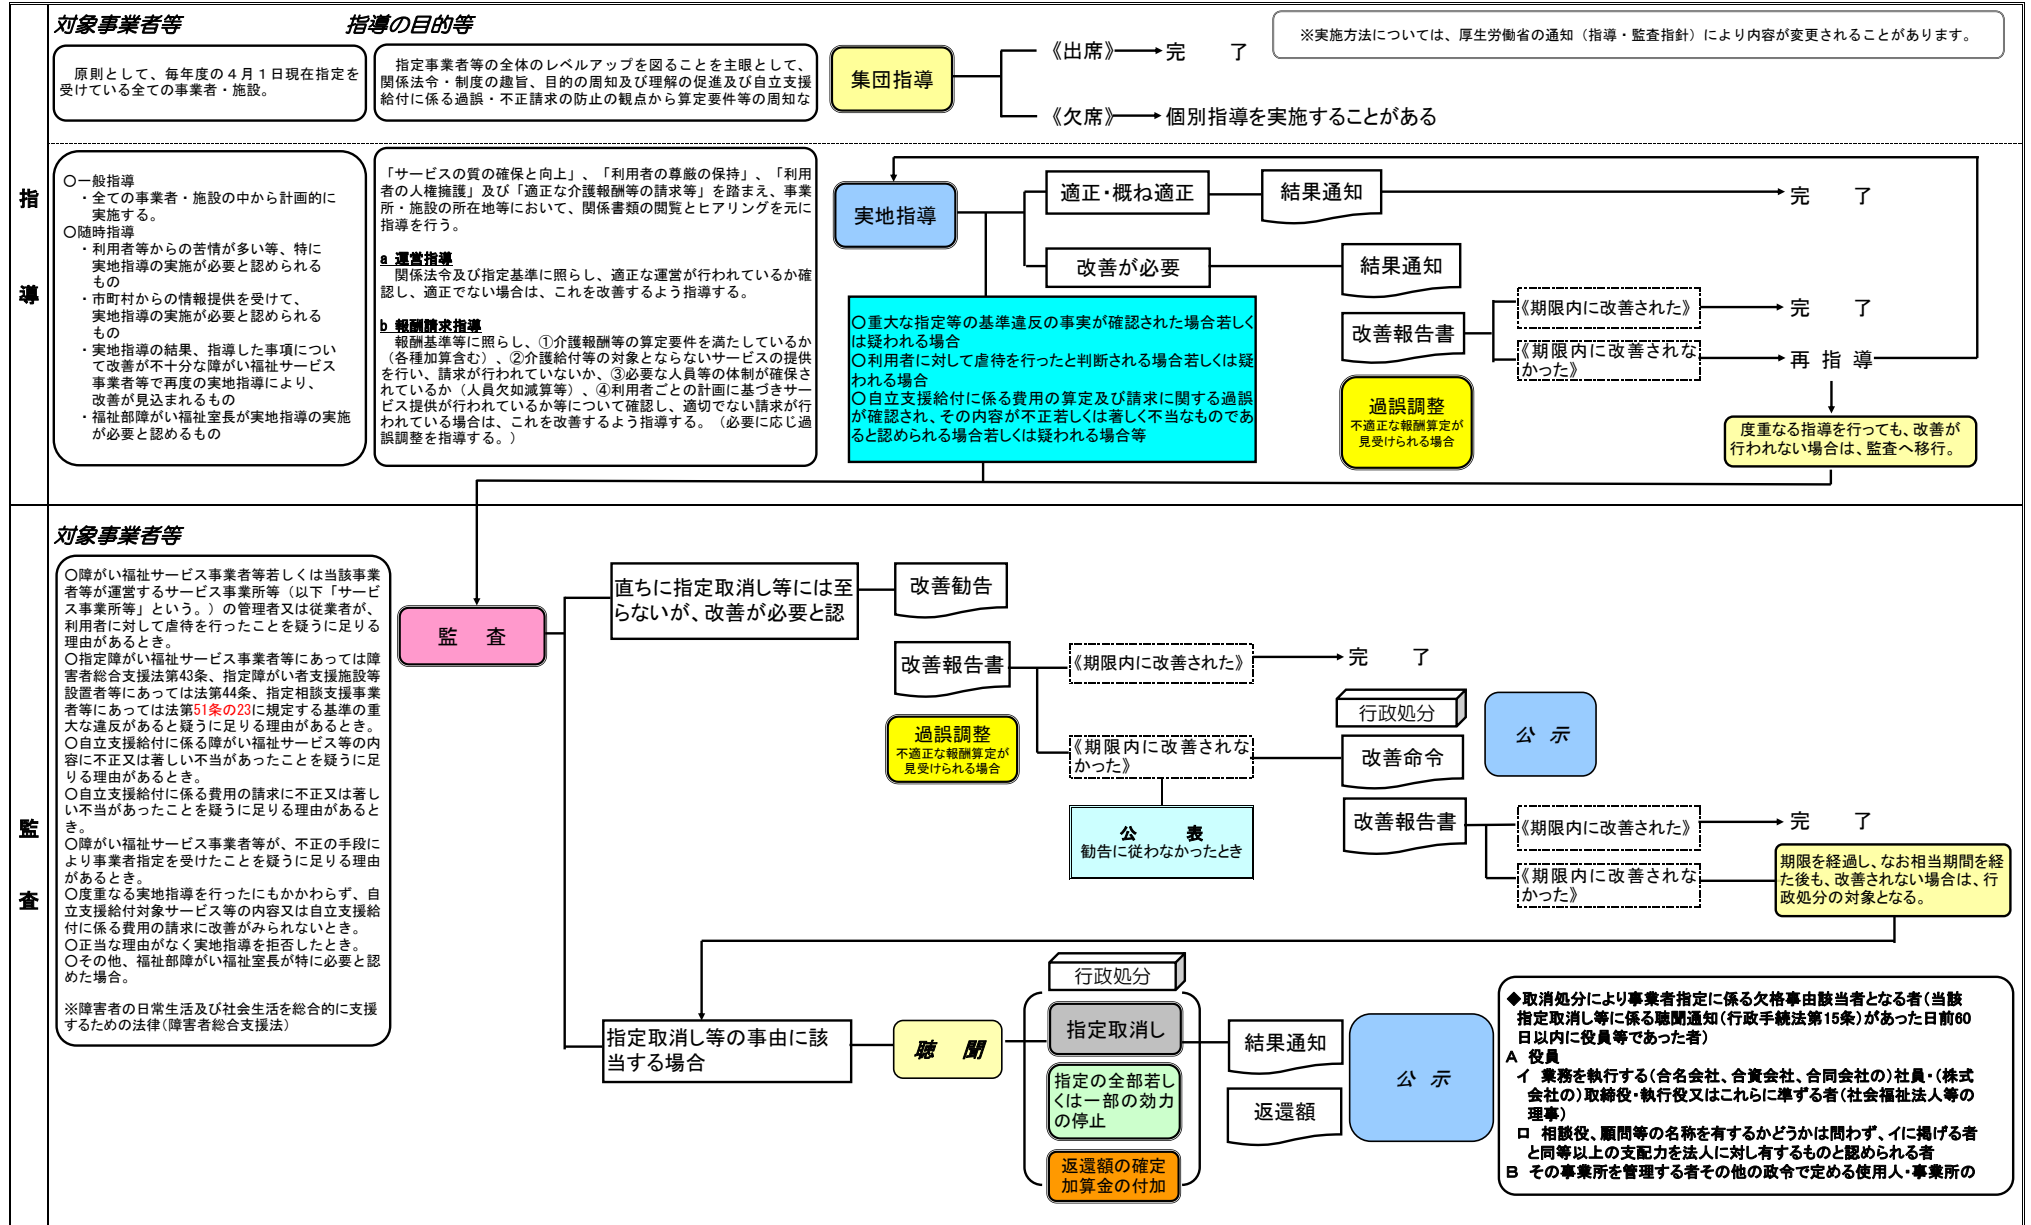 対象事業者等
指導の目的等
※実施方法については、厚生労働省の通知（指導・監査指針）により内容が変更されることがあります。
原則として、毎年度の４月１日現在指定を
受けている全ての事業者・施設。
指定事業者等の全体のレベルアップを図ることを主眼として、
関係法令・制度の趣旨、目的の周知及び理解の促進及び自立支援
給付に係る過誤・不正請求の防止の観点から算定要件等の周知な
集団指導
《出席》
完　了
《欠席》
個別指導を実施することがある
指
導
○一般指導
・全ての事業者・施設の中から計画的に
実施する。
○随時指導
・利用者等からの苦情が多い等、特に
実地指導の実施が必要と認められる
もの
・市町村からの情報提供を受けて、
実地指導の実施が必要と認められる
もの
・実地指導の結果、指導した事項につい
て改善が不十分な障がい福祉サービス
事業者等で再度の実地指導により、
改善が見込まれるもの
・福祉部障がい福祉室長が実地指導の実施
が必要と認めるもの
「サービスの質の確保と向上」、「利用者の尊厳の保持」、「利用
者の人権擁護」及び「適正な介護報酬等の請求等」を踏まえ、事業
所・施設の所在地等において、関係書類の閲覧とヒアリングを元に
指導を行う。
a 運営指導
関係法令及び指定基準に照らし、適正な運営が行われているか確
認し、適正でない場合は、これを改善するよう指導する。
b 報酬請求指導
報酬基準等に照らし、①介護報酬等の算定要件を満たしているか
（各種加算含む）、②介護給付等の対象とならないサービスの提供
を行い、請求が行われていないか、③必要な人員等の体制が確保さ
れているか（人員欠如減算等）、④利用者ごとの計画に基づきサー
ビス提供が行われているか等について確認し、適切でない請求が行
われている場合は、これを改善するよう指導する。（必要に応じ過
誤調整を指導する。）
実地指導
適正・概ね適正
結果通知
完　了
改善が必要
結果通知
○重大な指定等の基準違反の事実が確認された場合若しく
は疑われる場合
○利用者に対して虐待を行ったと判断される場合若しくは疑
われる場合
○自立支援給付に係る費用の算定及び請求に関する過誤
が確認され、その内容が不正若しくは著しく不当なものであ
ると認められる場合若しくは疑われる場合等
改善報告書
《期限内に改善された》
完　了
《期限内に改善されな
かった》
再 指 導
過誤調整
不適正な報酬算定が
見受けられる場合
度重なる指導を行っても、改善が
行われない場合は、監査へ移行。
監
査
対象事業者等
○障がい福祉サービス事業者等若しくは当該事業
者等が運営するサービス事業所等（以下「サービ
ス事業所等」という。）の管理者又は従業者が、
利用者に対して虐待を行ったことを疑うに足りる
理由があるとき。
○指定障がい福祉サービス事業者等にあっては障
害者総合支援法第43条、指定障がい者支援施設等
設置者等にあっては法第44条、指定相談支援事業
者等にあっては法第51条の23に規定する基準の重
大な違反があると疑うに足りる理由があるとき。
○自立支援給付に係る障がい福祉サービス等の内
容に不正又は著しい不当があったことを疑うに足
りる理由があるとき。
○自立支援給付に係る費用の請求に不正又は著し
い不当があったことを疑うに足りる理由があると
き。
○障がい福祉サービス事業者等が、不正の手段に
より事業者指定を受けたことを疑うに足りる理由
があるとき。
○度重なる実地指導を行ったにもかかわらず、自
立支援給付対象サービス等の内容又は自立支援給
付に係る費用の請求に改善がみられないとき。
○正当な理由がなく実地指導を拒否したとき。
○その他、福祉部障がい福祉室長が特に必要と認
めた場合。
※障害者の日常生活及び社会生活を総合的に支援
するための法律（障害者総合支援法）
監　査
直ちに指定取消し等には至
らないが、改善が必要と認
改善勧告
改善報告書
《期限内に改善された》
完　了
過誤調整
不適正な報酬算定が
見受けられる場合
《期限内に改善されな
かった》
行政処分
改善命令
公 示
公　表
勧告に従わなかったとき
改善報告書
《期限内に改善された》
完　了
《期限内に改善されな
かった》
期限を経過し、なお相当期間を経
た後も、改善されない場合は、行
政処分の対象となる。
指定取消し等の事由に該
当する場合
聴　聞
行政処分
指定取消し
指定の全部若し
くは一部の効力
の停止
返還額の確定
加算金の付加
結果通知
返還額
公 示
◆取消処分により事業者指定に係る欠格事由該当者となる者（当該
指定取消し等に係る聴聞通知（行政手続法第15条）があった日前60
日以内に役員等であった者）
A 役員
イ 業務を執行する（合名会社、合資会社、合同会社の）社員・（株式
会社の）取締役・執行役又はこれらに準ずる者（社会福祉法人等の
理事）
ロ 相談役、顧問等の名称を有するかどうかは問わず、イに掲げる者
と同等以上の支配力を法人に対し有するものと認められる者
B その事業所を管理する者その他の政令で定める使用人・事業所の